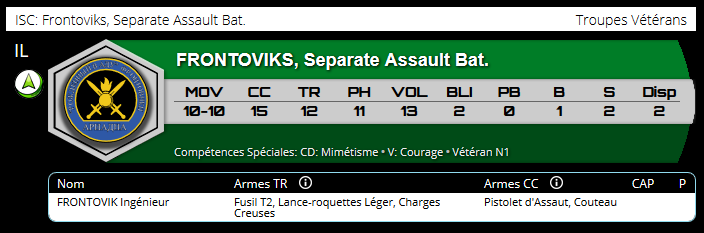 ISC: Frontoviks, Separate Assault Bat.
Troupes Vétérans
IL
FRONTOVIKS, Separate Assault Bat.
MOV CC TR PH VOL BLI PB B S Disp
10-10 15 12 11 13 2 0 1 2 2
АРИАДНА
Compétences Spéciales: CD: Mimétisme • V: Courage • Vétéran N1
Nom Armes TR Armes CC CAP P
FRONTOVIK Ingénieur Fusil T2, Lance-roquettes Léger, Charges Creuses Pistolet d'Assaut, Couteau